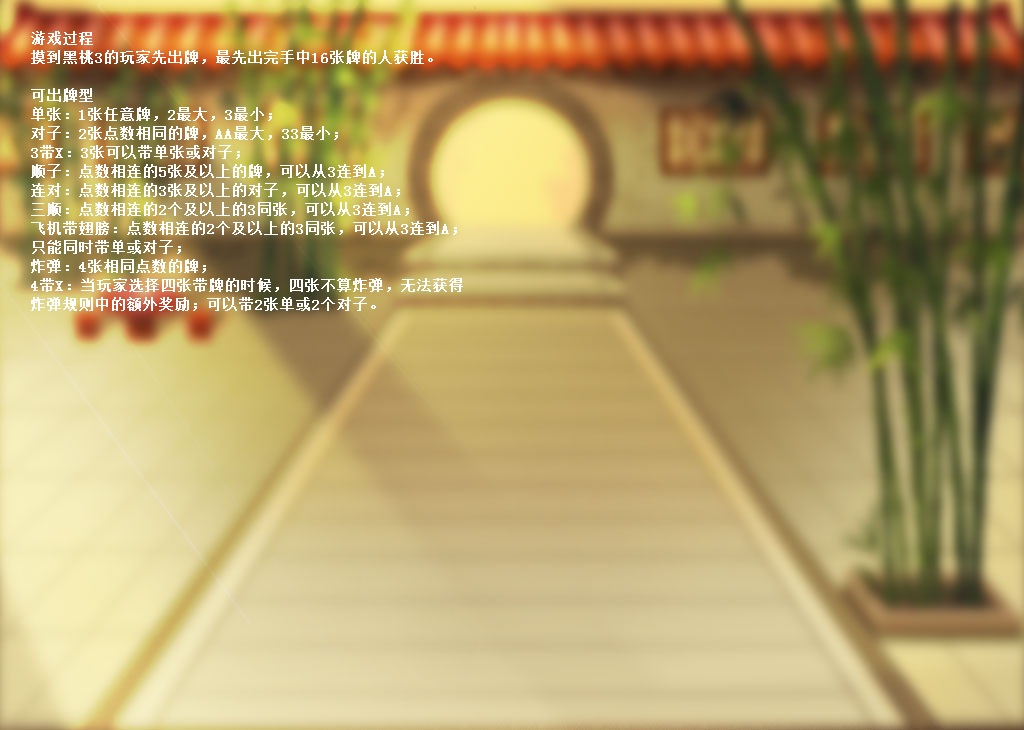 游戏过程
摸到黑桃3的玩家先出牌，最先出完手中16张牌的人获胜。
可出牌型
单张：1张任意牌，2最大，3最小；
对子：2张点数相同的牌，AA最大，33最小；
3带X：3张可以带单张或对子；
顺子：点数相连的5张及以上的牌，可以从3连到A；
连对：点数相连的3张及以上的对子，可以从3连到A；
三顺：点数相连的2个及以上的3同张，可以从3连到A；
飞机带翅膀：点数相连的2个及以上的3同张，可以从3连到A；
只能同时带单或对子；
炸弹：4张相同点数的牌；
4带X：当玩家选择四张带牌的时候，四张不算炸弹，无法获得
炸弹规则中的额外奖励；可以带2张单或2个对子。